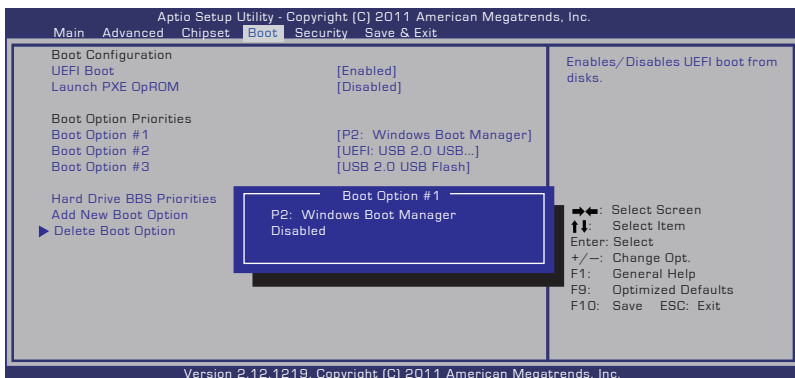 Aptio Setup Utility - Copyright (C) 2011 American Megatrends, Inc.
Main Advanced Chipset Boot Security Save & Exit
Boot Configuration
UEFI Boot [Enabled]
Launch PXE OpROM [Disabled]
Boot Option Priorities
Boot Option #1 [P2: Windows Boot Manager]
Boot Option #2 [UEFI: USB 2.0 USB...]
Boot Option #3 [USB 2.0 USB Flash]
Hard Drive BBS Priorities
Add New Boot Option
Delete Boot Option
Boot Option #1
P2: Windows Boot Manager
Disabled
Enables/Disables UEFI boot from
disks.
→←: Select Screen
↑↓: Select Item
Enter: Select
+/—: Change Opt.
F1: General Help
F9: Optimized Defaults
F10: Save ESC: Exit
Version 2.12.1219. Copyright (C) 2011 American Megatrends, Inc.